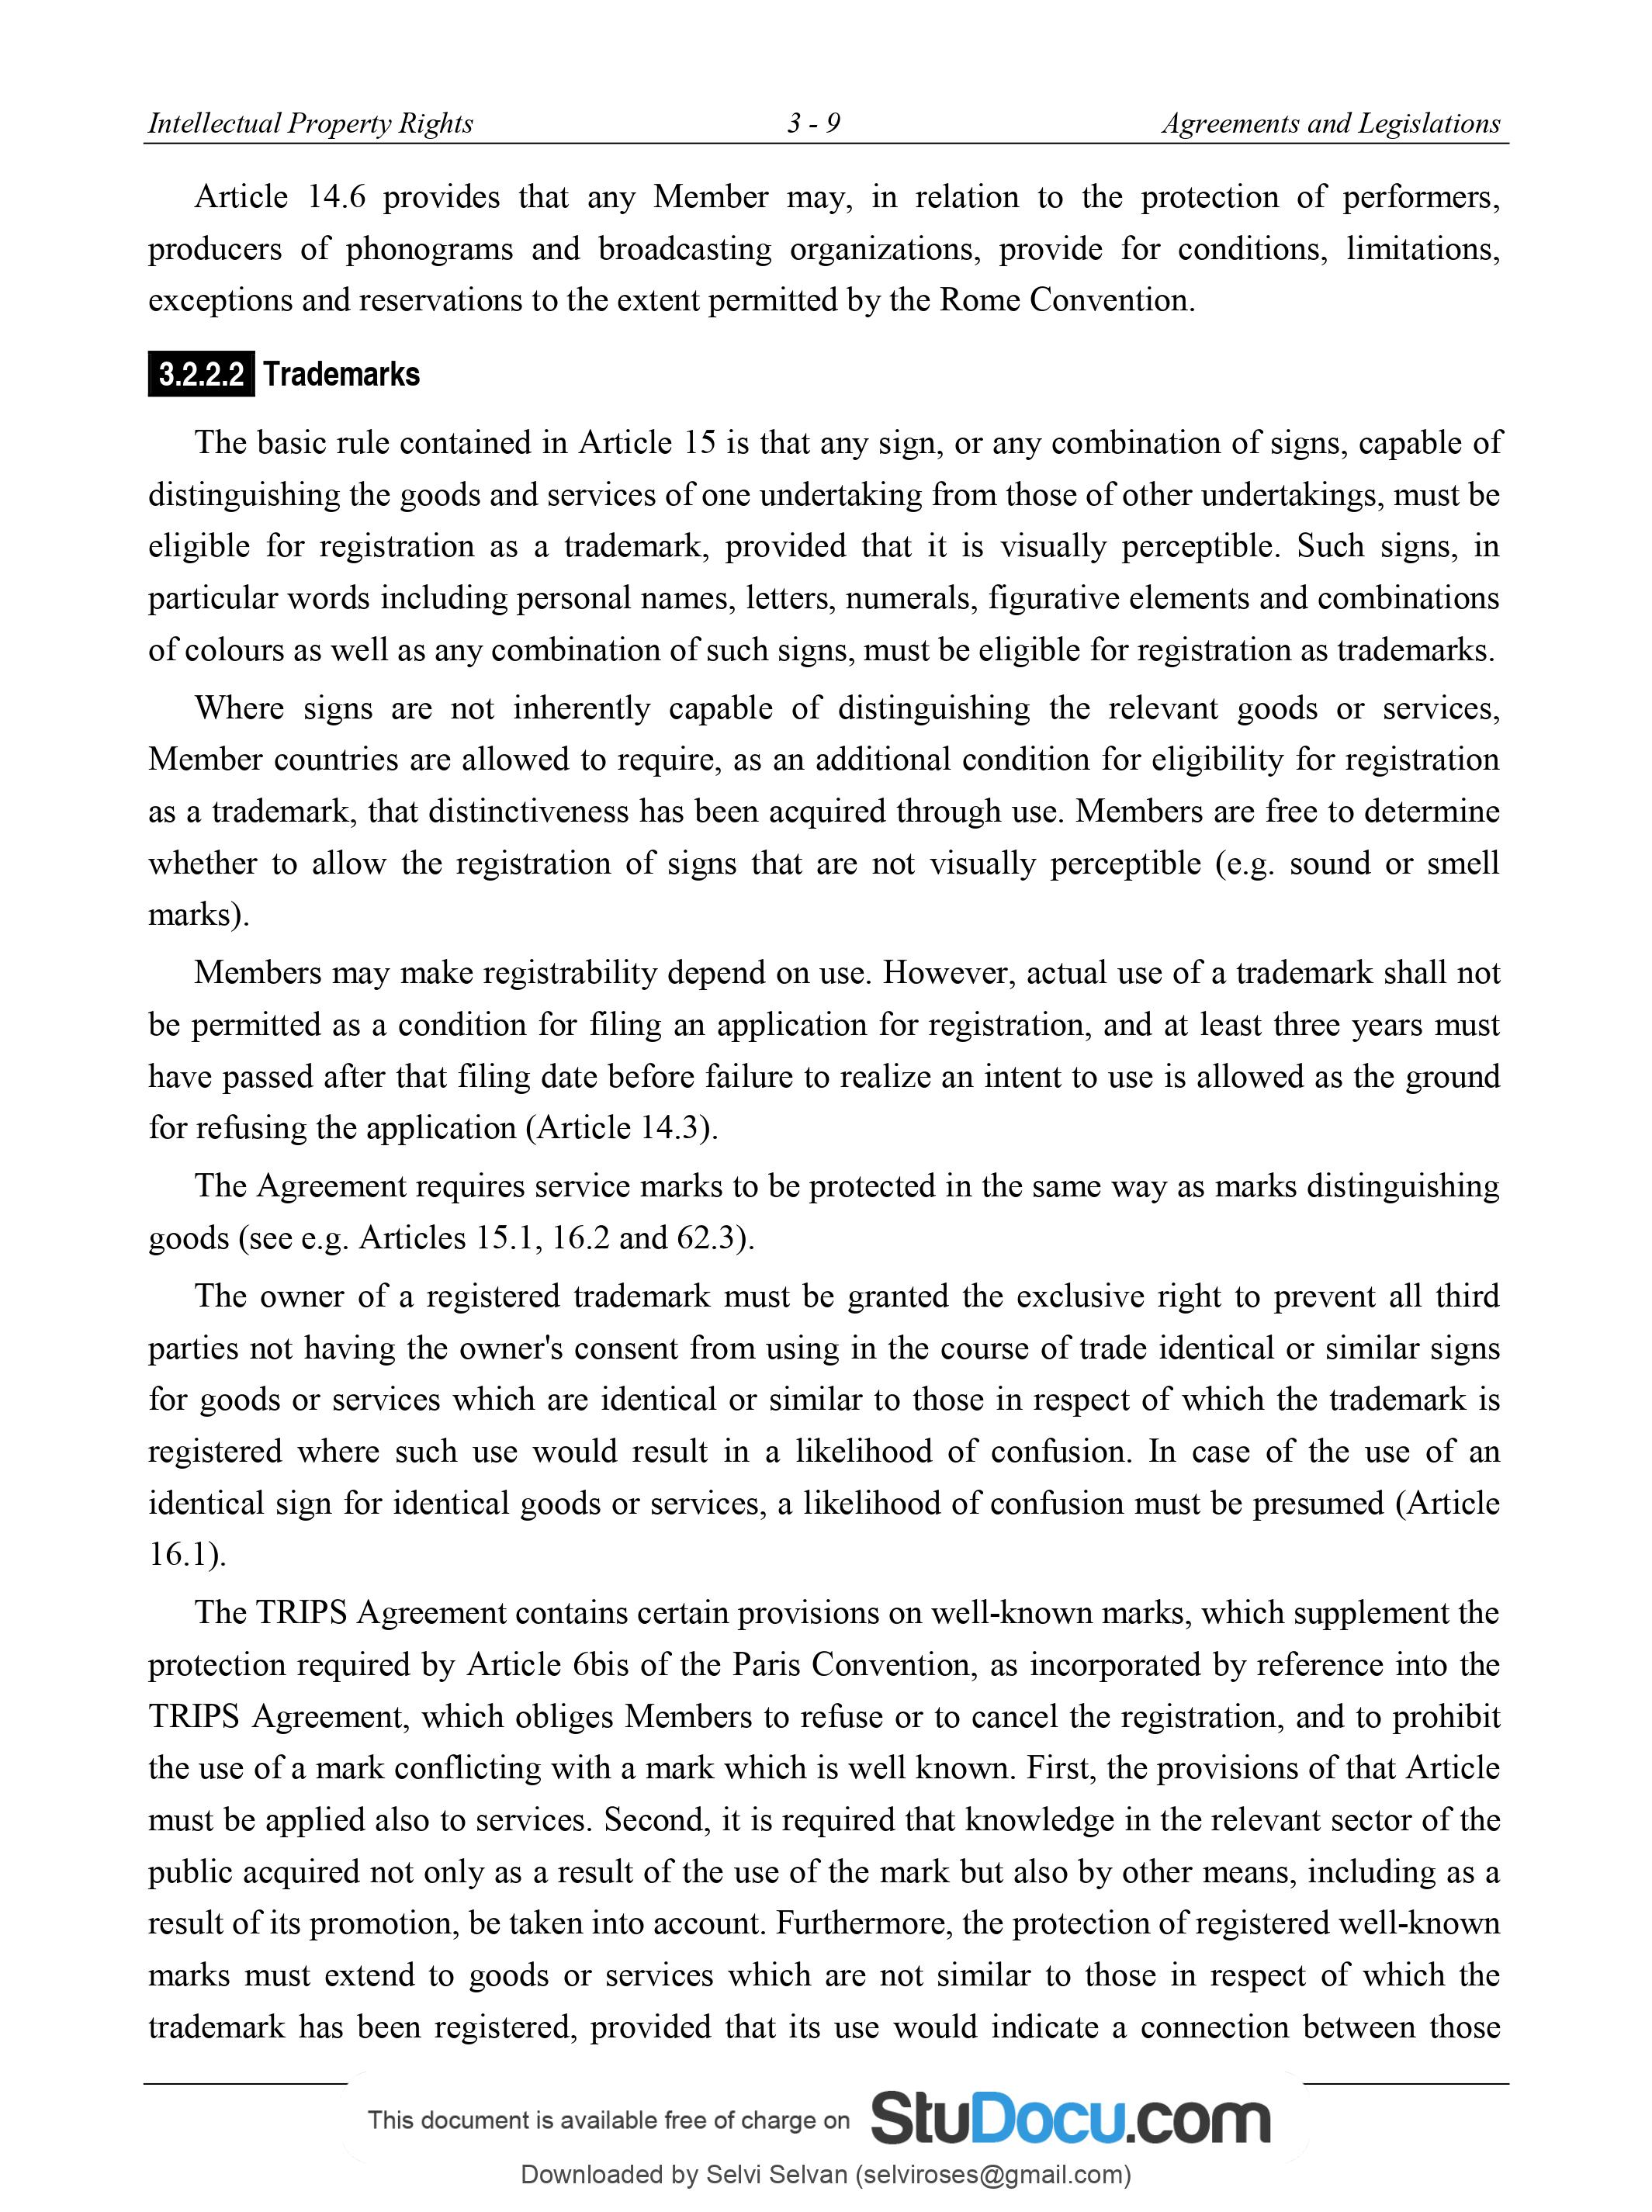 Intellectual Property Rights 3 - 9 Agreements and Legislations
Article 14.6 provides that any Member may, in relation to the protection of performers,
producers of phonograms and broadcasting organizations, provide for conditions, limitations,
exceptions and reservations to the extent permitted by the Rome Convention.
3.2.2.2 Trademarks
The basic rule contained in Article 15 is that any sign, or any combination of signs, capable of
distinguishing the goods and services of one undertaking from those of other undertakings, must be
eligible for registration as a trademark, provided that it is visually perceptible. Such signs, in
particular words including personal names, letters, numerals, figurative elements and combinations
of colours as well as any combination of such signs, must be eligible for registration as trademarks.
Where signs are not inherently capable of distinguishing the relevant goods or services,
Member countries are allowed to require, as an additional condition for eligibility for registration
as a trademark, that distinctiveness has been acquired through use. Members are free to determine
whether to allow the registration of signs that are not visually perceptible (e.g. sound or smell
marks).
Members may make registrability depend on use. However, actual use of a trademark shall not
be permitted as a condition for filing an application for registration, and at least three years must
have passed after that filing date before failure to realize an intent to use is allowed as the ground
for refusing the application (Article 14.3).
The Agreement requires service marks to be protected in the same way as marks distinguishing
goods (see e.g. Articles 15.1, 16.2 and 62.3).
The owner of a registered trademark must be granted the exclusive right to prevent all third
parties not having the owner's consent from using in the course of trade identical or similar signs
for goods or services which are identical or similar to those in respect of which the trademark is
registered where such use would result in a likelihood of confusion. In case of the use of an
identical sign for identical goods or services, a likelihood of confusion must be presumed (Article
16.1).
The TRIPS Agreement contains certain provisions on well-known marks, which supplement the
protection required by Article 6bis of the Paris Convention, as incorporated by reference into the
TRIPS Agreement, which obliges Members to refuse or to cancel the registration, and to prohibit
the use of a mark conflicting with a mark which is well known. First, the provisions of that Article
must be applied also to services. Second, it is required that knowledge in the relevant sector of the
public acquired not only as a result of the use of the mark but also by other means, including as a
result of its promotion, be taken into account. Furthermore, the protection of registered well-known
marks must extend to goods or services which are not similar to those in respect of which the
trademark has been registered, provided that its use would indicate a connection between those
This document is available free of charge on StuDocu.com
Downloaded by Selvi Selvan (selviroses@gmail.com)